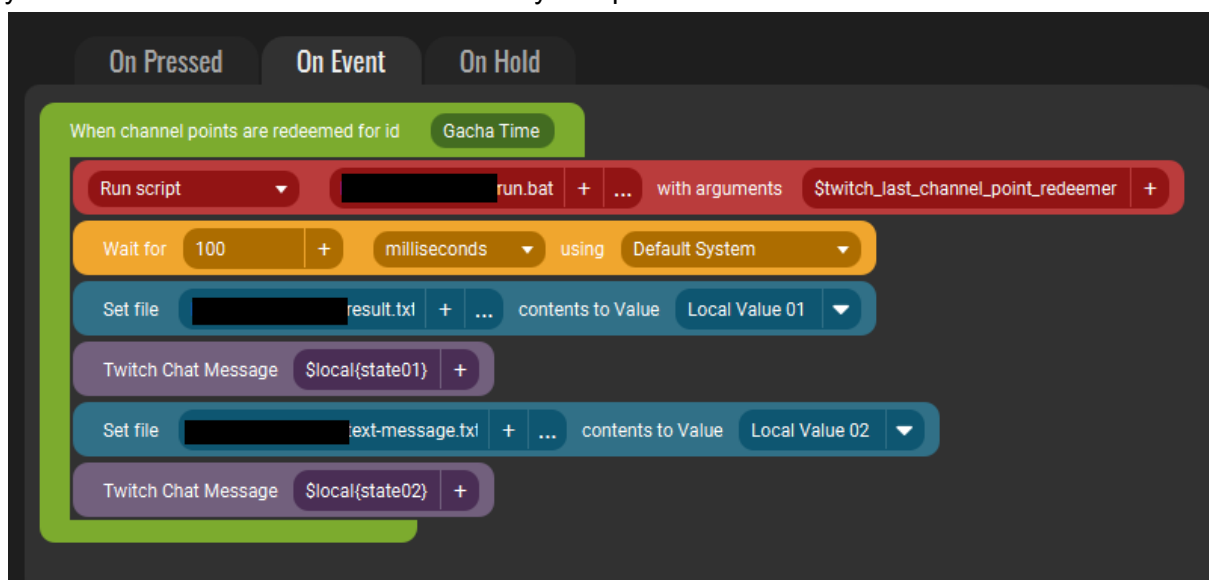 On Pressed On Event On Hold
When channel points are redeemed for id Gacha Time
Run script run.bat + ... with arguments $twitch_last_channel_point_redeemer +
Wait for 100 + milliseconds using Default System
Set file result.txt + ... contents to Value Local Value 01
Twitch Chat Message $local{state01} +
Set file text-message.txt + ... contents to Value Local Value 02
Twitch Chat Message $local{state02} +